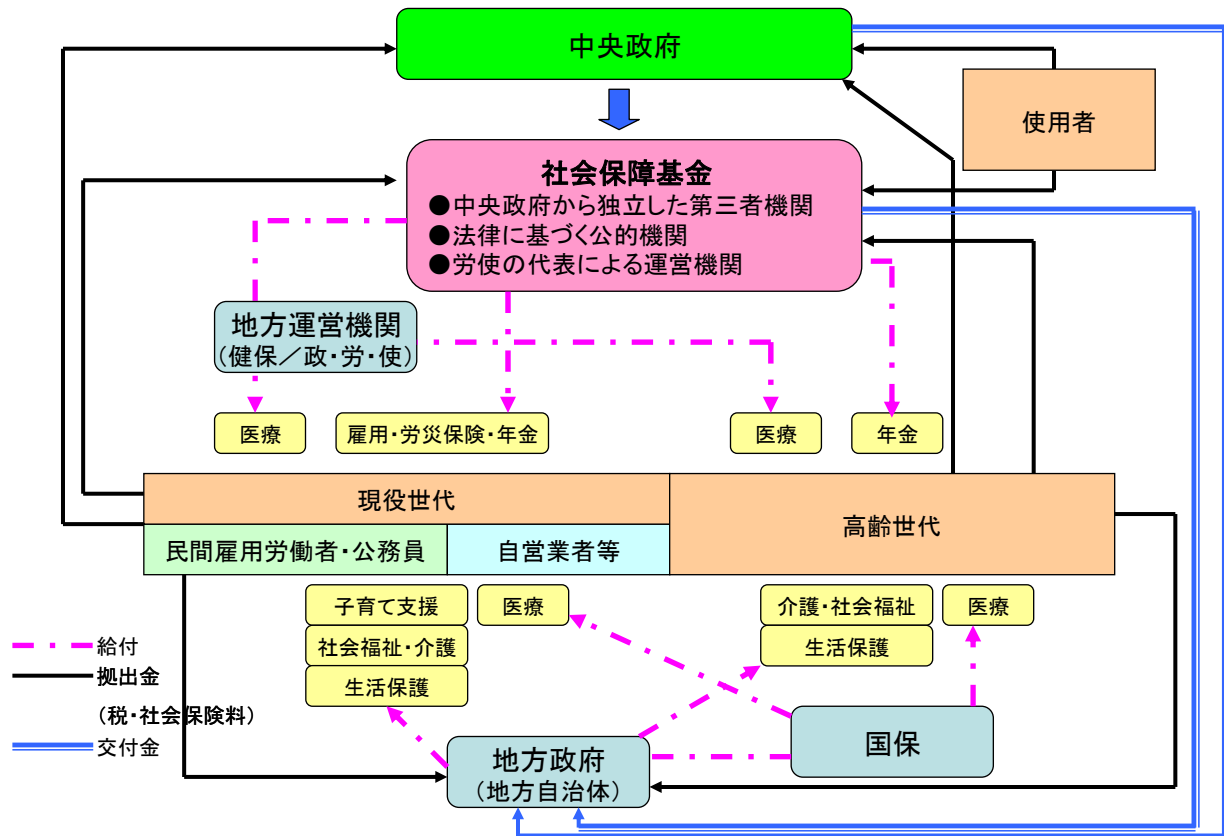 中央政府
使用者
社会保障基金
●中央政府から独立した第三者機関
●法律に基づく公的機関
●労使の代表による運営機関
地方運営機関
(健保／政・労・使)
医療
雇用・労災保険・年金
医療
年金
現役世代
高齢世代
民間雇用労働者・公務員
自営業者等
子育て支援
医療
介護・社会福祉
医療
社会福祉・介護
生活保護
生活保護
給付
拠出金
(税・社会保険料)
交付金
地方政府
(地方自治体)
国保